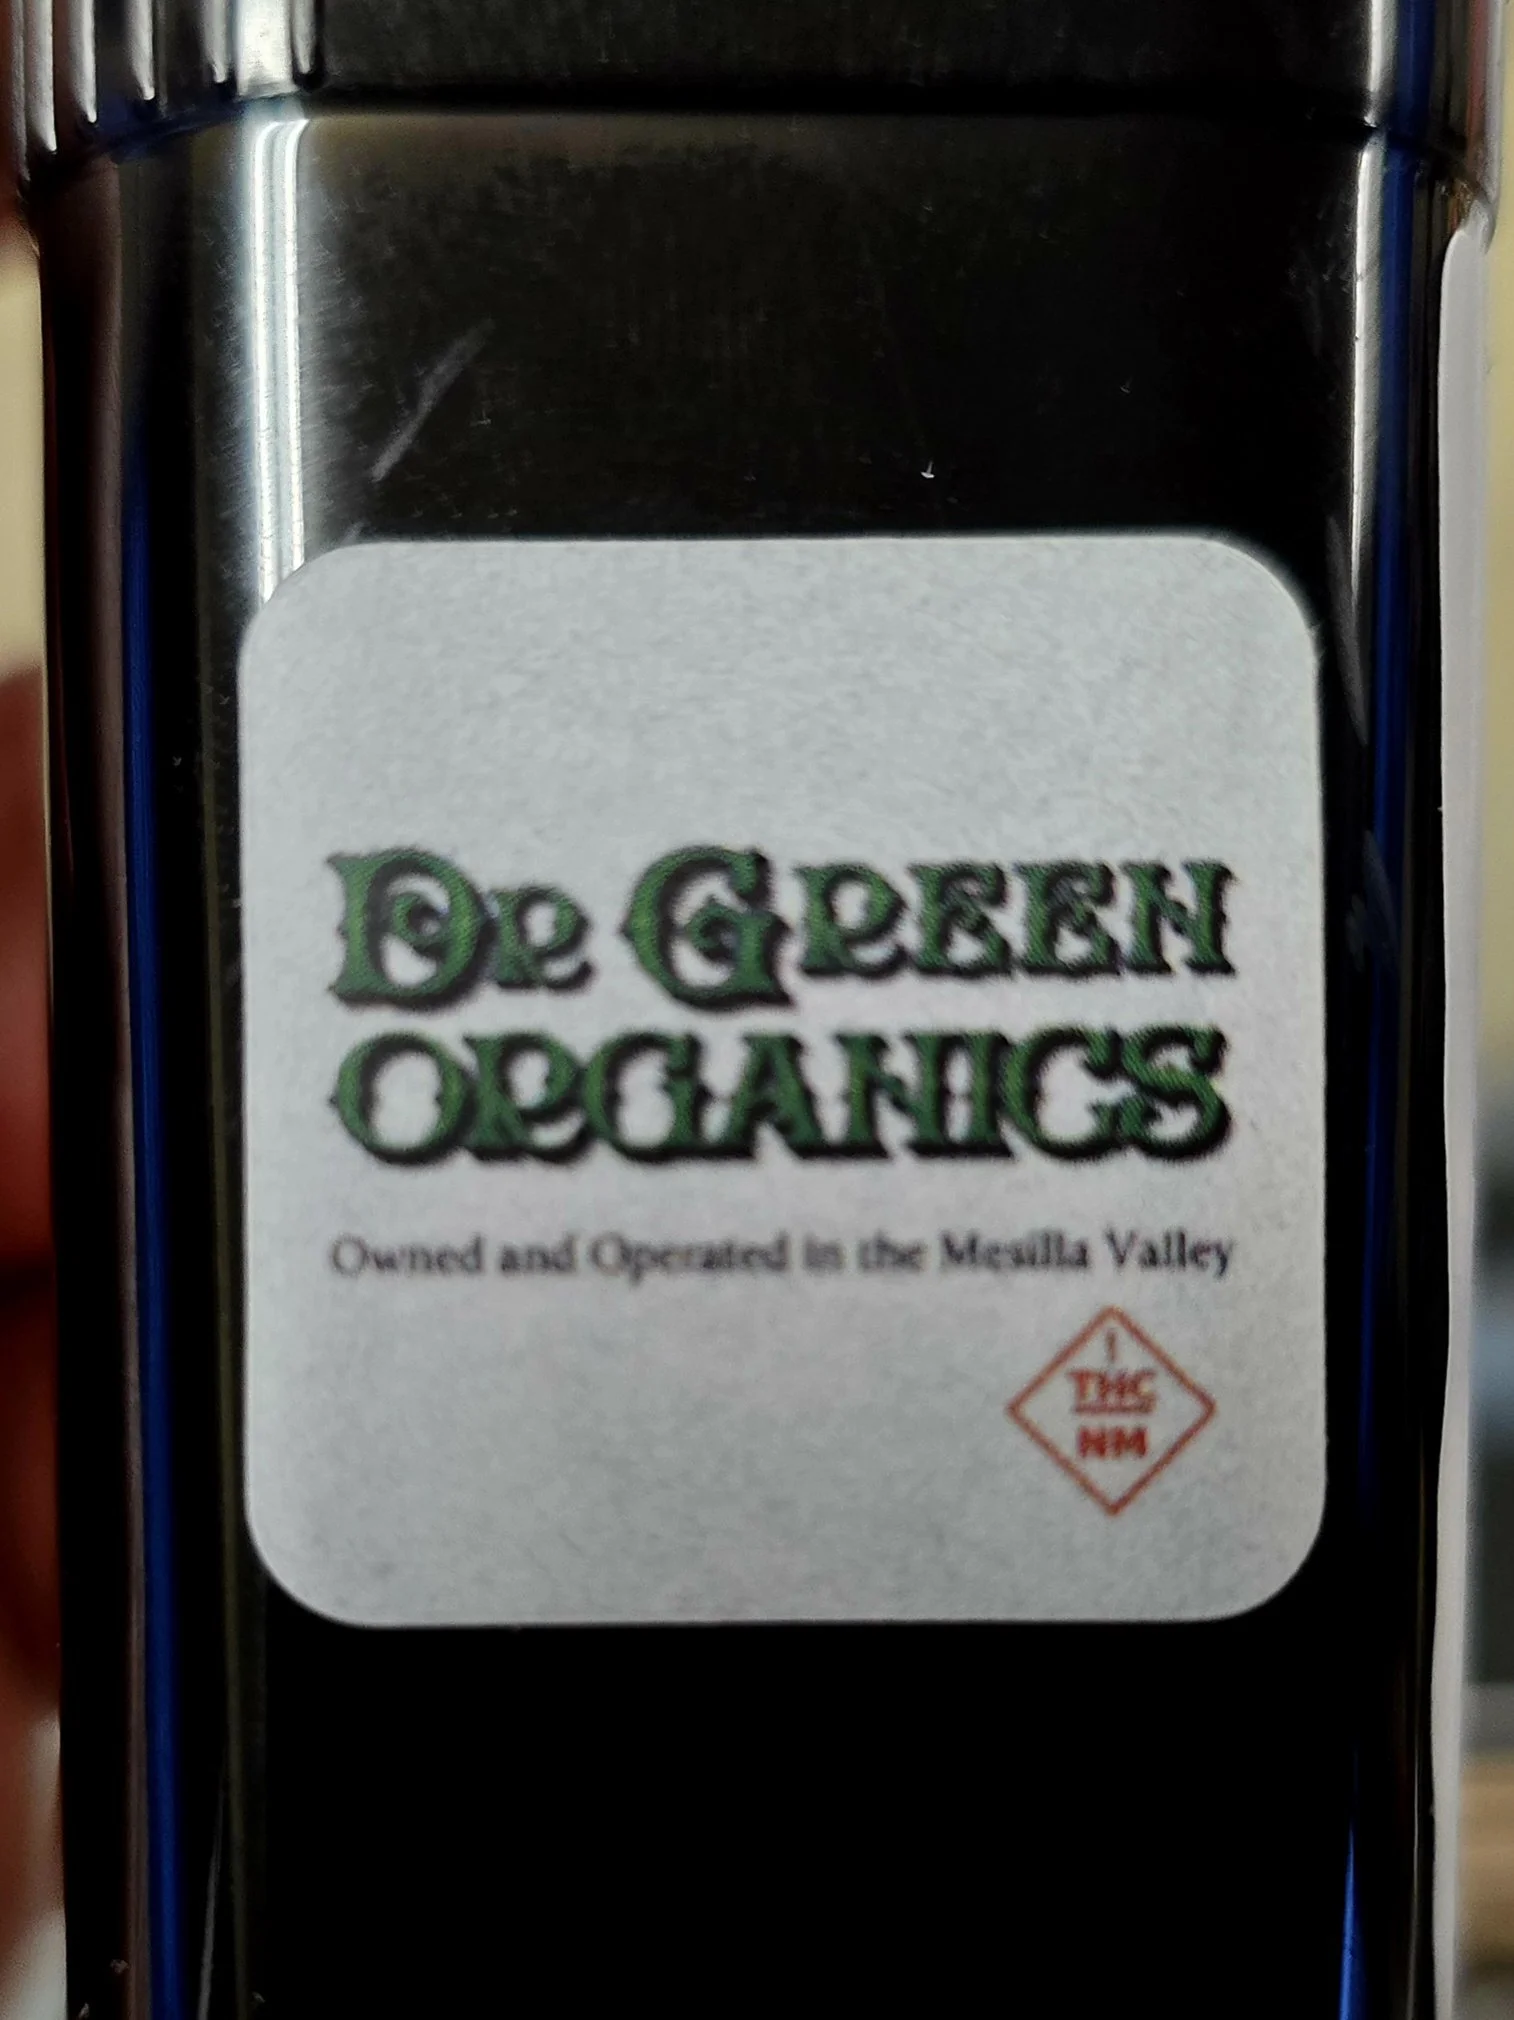 Dr Green
Organics
Owned and Operated in the Mesilla Valley
!
THC
NM